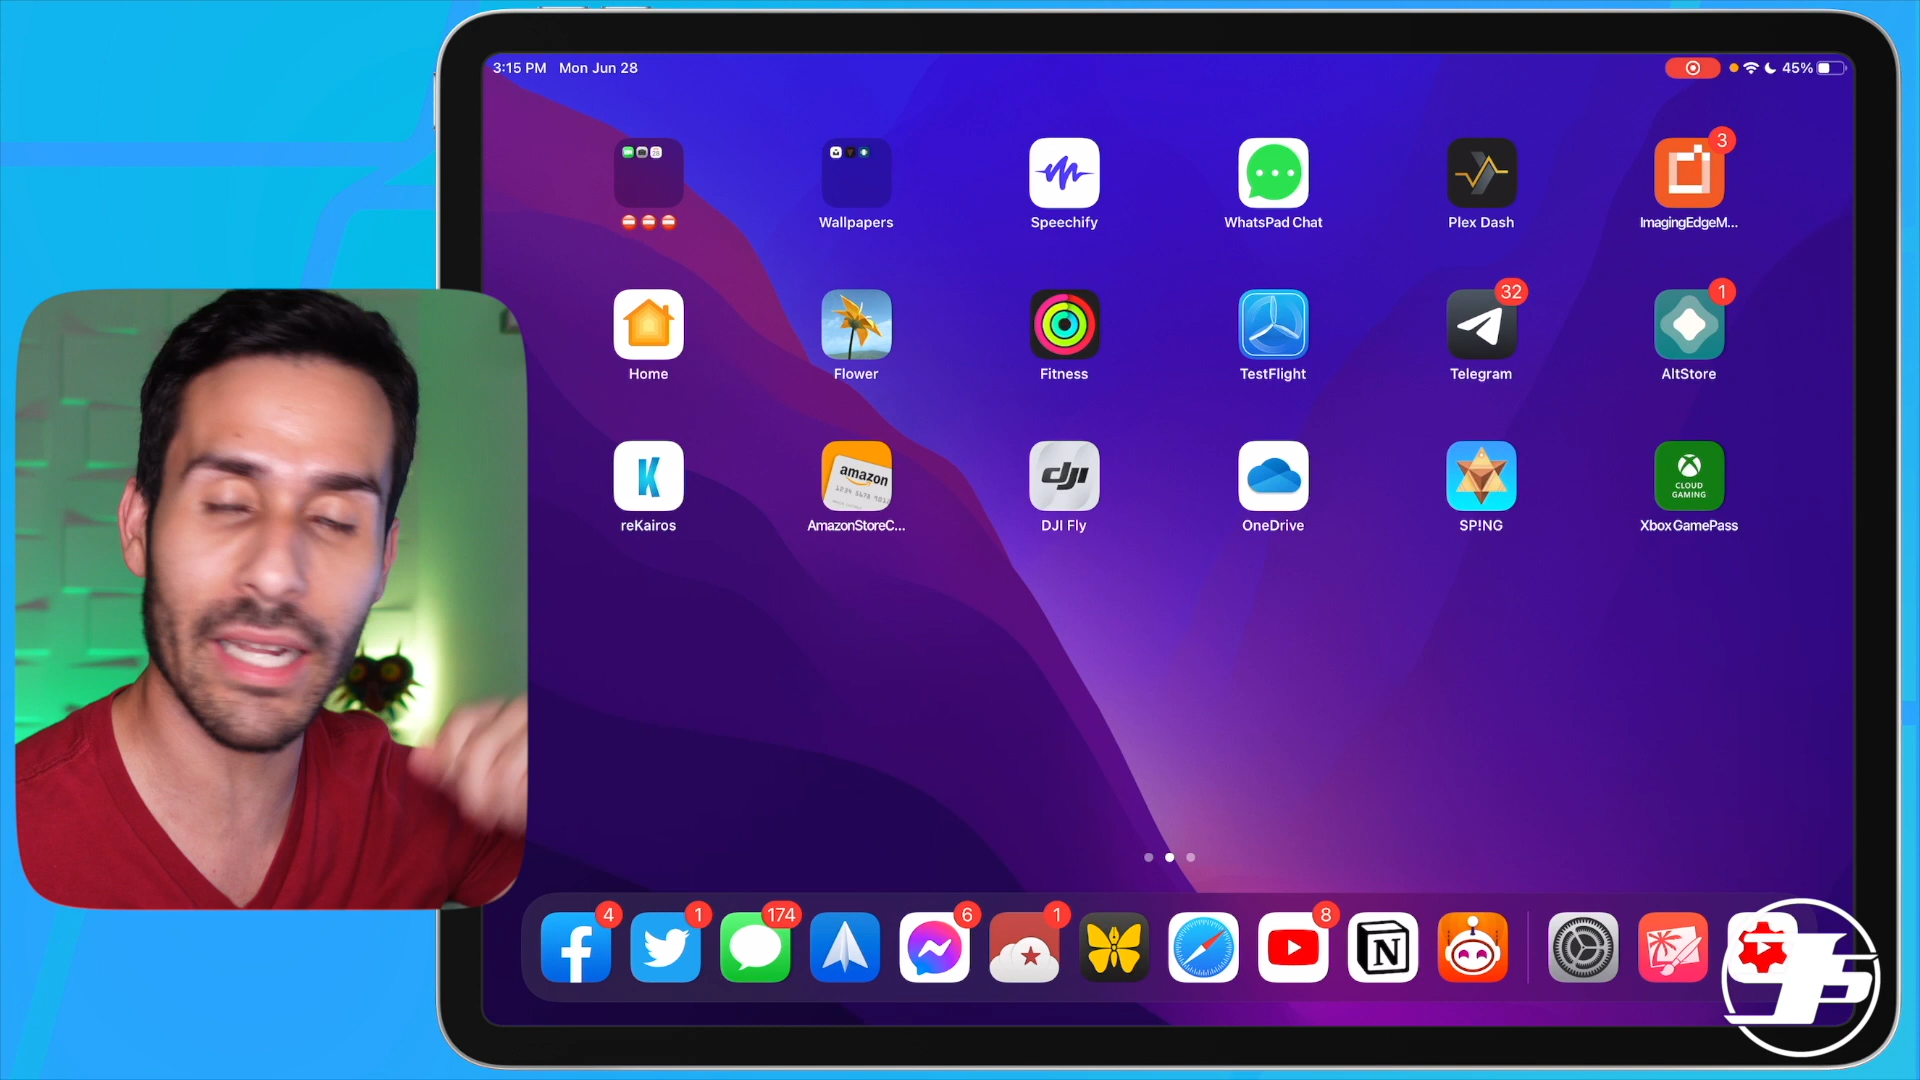 3:15 PM Mon Jun 28
45%
3
Wallpapers
Speechify
WhatsPad Chat
Plex Dash
ImagingEdgeM...
32
1
Home
Flower
Fitness
TestFlight
Telegram
AltStore
K
amazon
dji
CLOUD
GAMING
reKairos
AmazonStoreC...
DJI Fly
OneDrive
SP!NG
Xbox GamePass
4
1
174
6
1
8
f
N